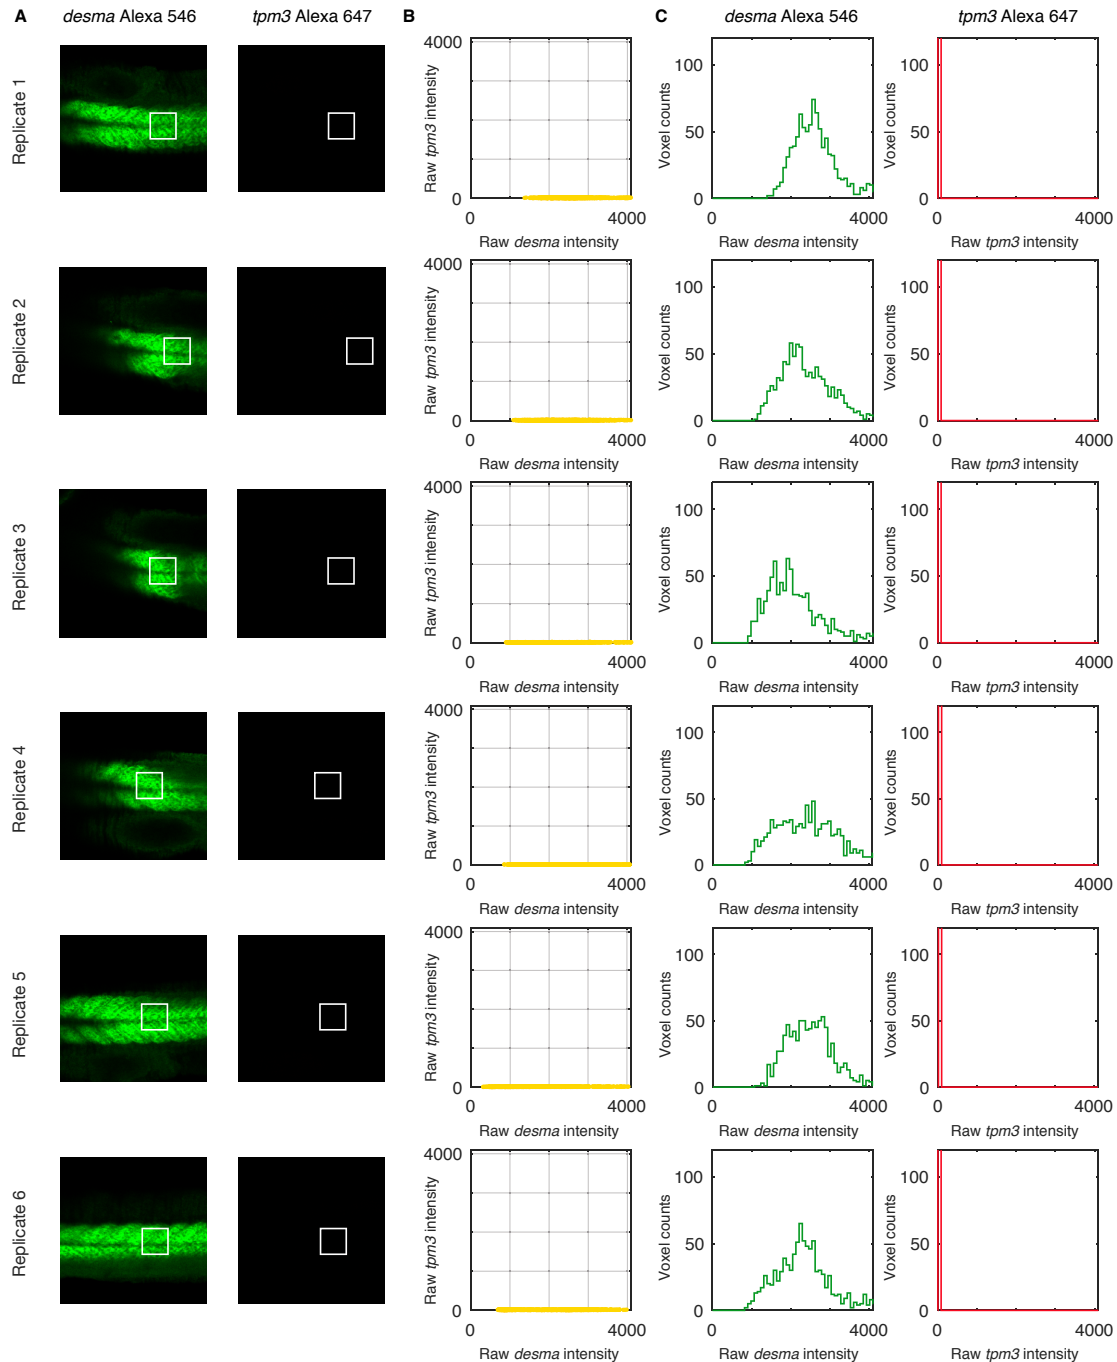 A desma Alexa 546 tpm3 Alexa 647 B C desma Alexa 546 tpm3 Alexa 647
Replicate 1
4000
0
0 4000
Raw tpm3 intensity
Raw desma intensity
100
50
0
0 4000
Voxel counts
Raw desma intensity
100
50
0
0 4000
Voxel counts
Raw tpm3 intensity
Replicate 2
4000
0
0 4000
Raw tpm3 intensity
Raw desma intensity
100
50
0
0 4000
Voxel counts
Raw desma intensity
100
50
0
0 4000
Voxel counts
Raw tpm3 intensity
Replicate 3
4000
0
0 4000
Raw tpm3 intensity
Raw desma intensity
100
50
0
0 4000
Voxel counts
Raw desma intensity
100
50
0
0 4000
Voxel counts
Raw tpm3 intensity
Replicate 4
4000
0
0 4000
Raw tpm3 intensity
Raw desma intensity
100
50
0
0 4000
Voxel counts
Raw desma intensity
100
50
0
0 4000
Voxel counts
Raw tpm3 intensity
Replicate 5
4000
0
0 4000
Raw tpm3 intensity
Raw desma intensity
100
50
0
0 4000
Voxel counts
Raw desma intensity
100
50
0
0 4000
Voxel counts
Raw tpm3 intensity
Replicate 6
4000
0
0 4000
Raw tpm3 intensity
Raw desma intensity
100
50
0
0 4000
Voxel counts
Raw desma intensity
100
50
0
0 4000
Voxel counts
Raw tpm3 intensity